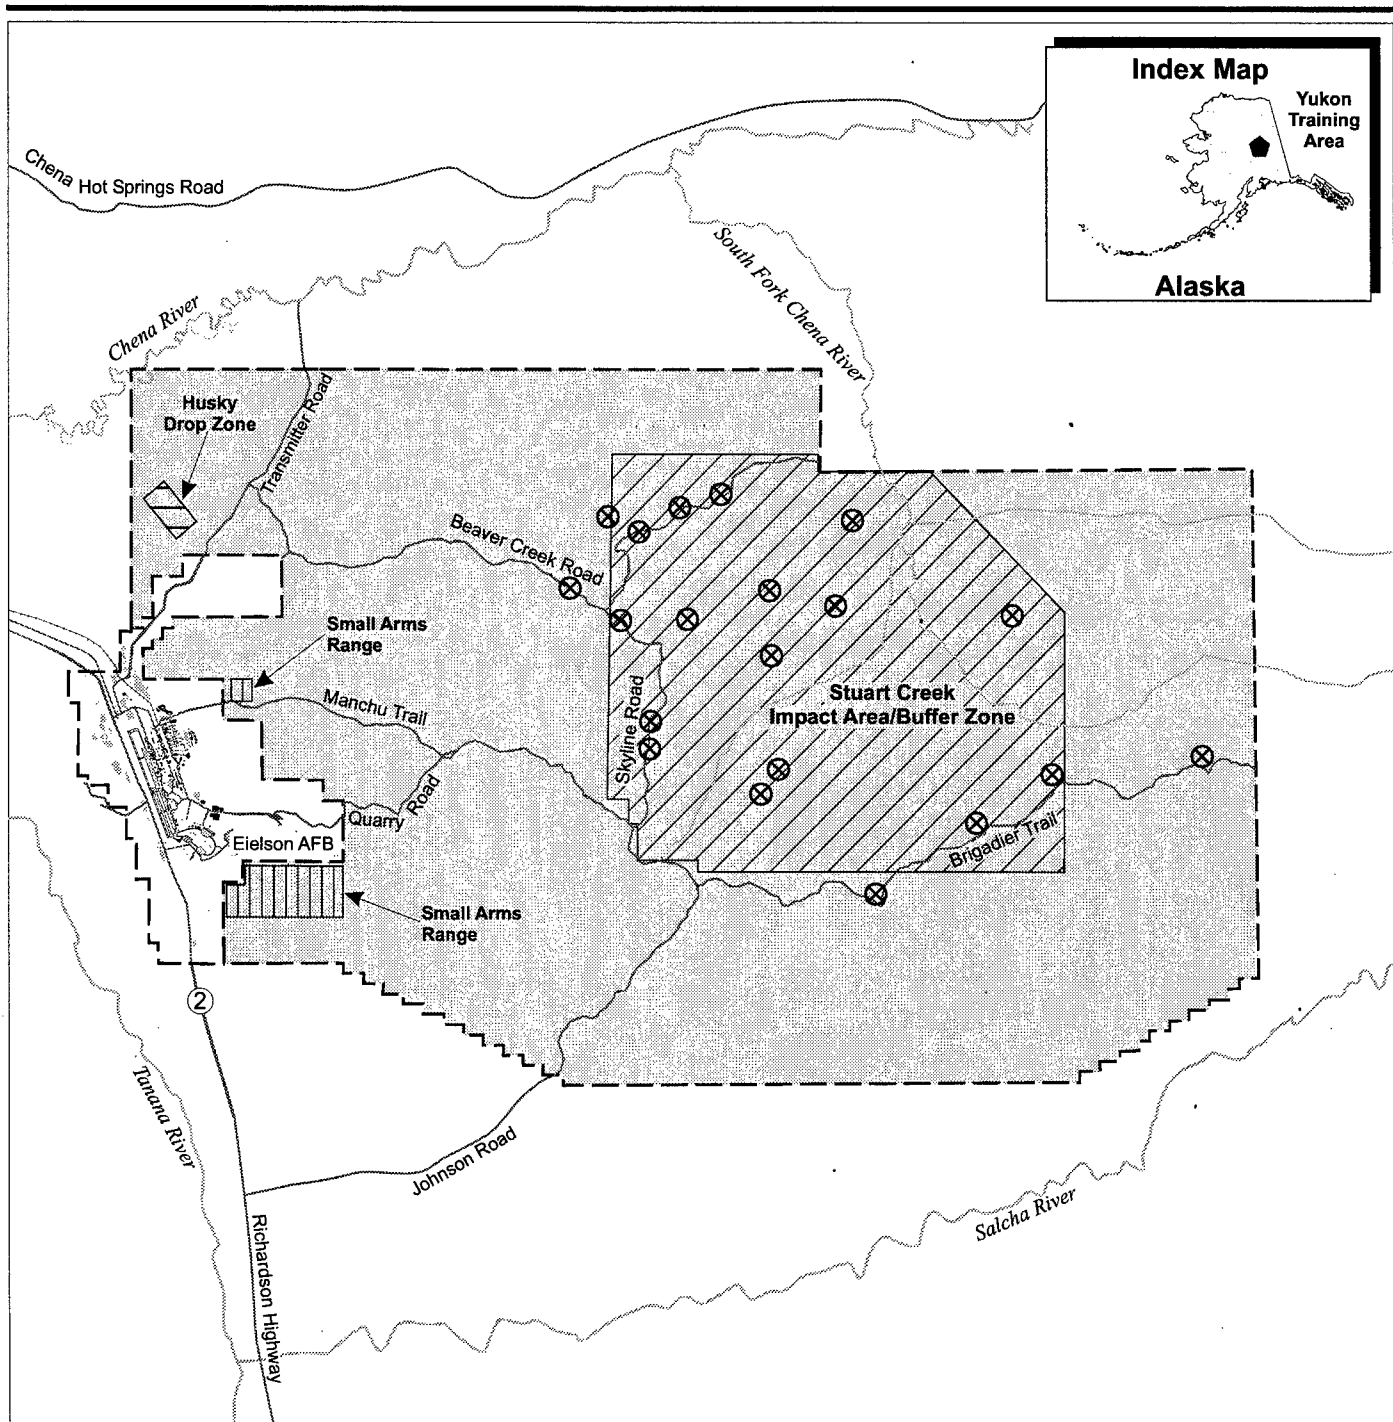 Index Map
Yukon
Training
Area
Alaska
Chena Hot Springs Road
Chena River
South Fork Chena River
Husky
Drop Zone
Transmitter Road
Beaver Creek Road
Small Arms
Range
Manchu Trail
Skyline Road
Stuart Creek
Impact Area/Buffer Zone
Quarry Road
Eielson AFB
Brigadier Trail
Small Arms
Range
2
Tanana River
Johnson Road
Salcha River
Richardson Highway